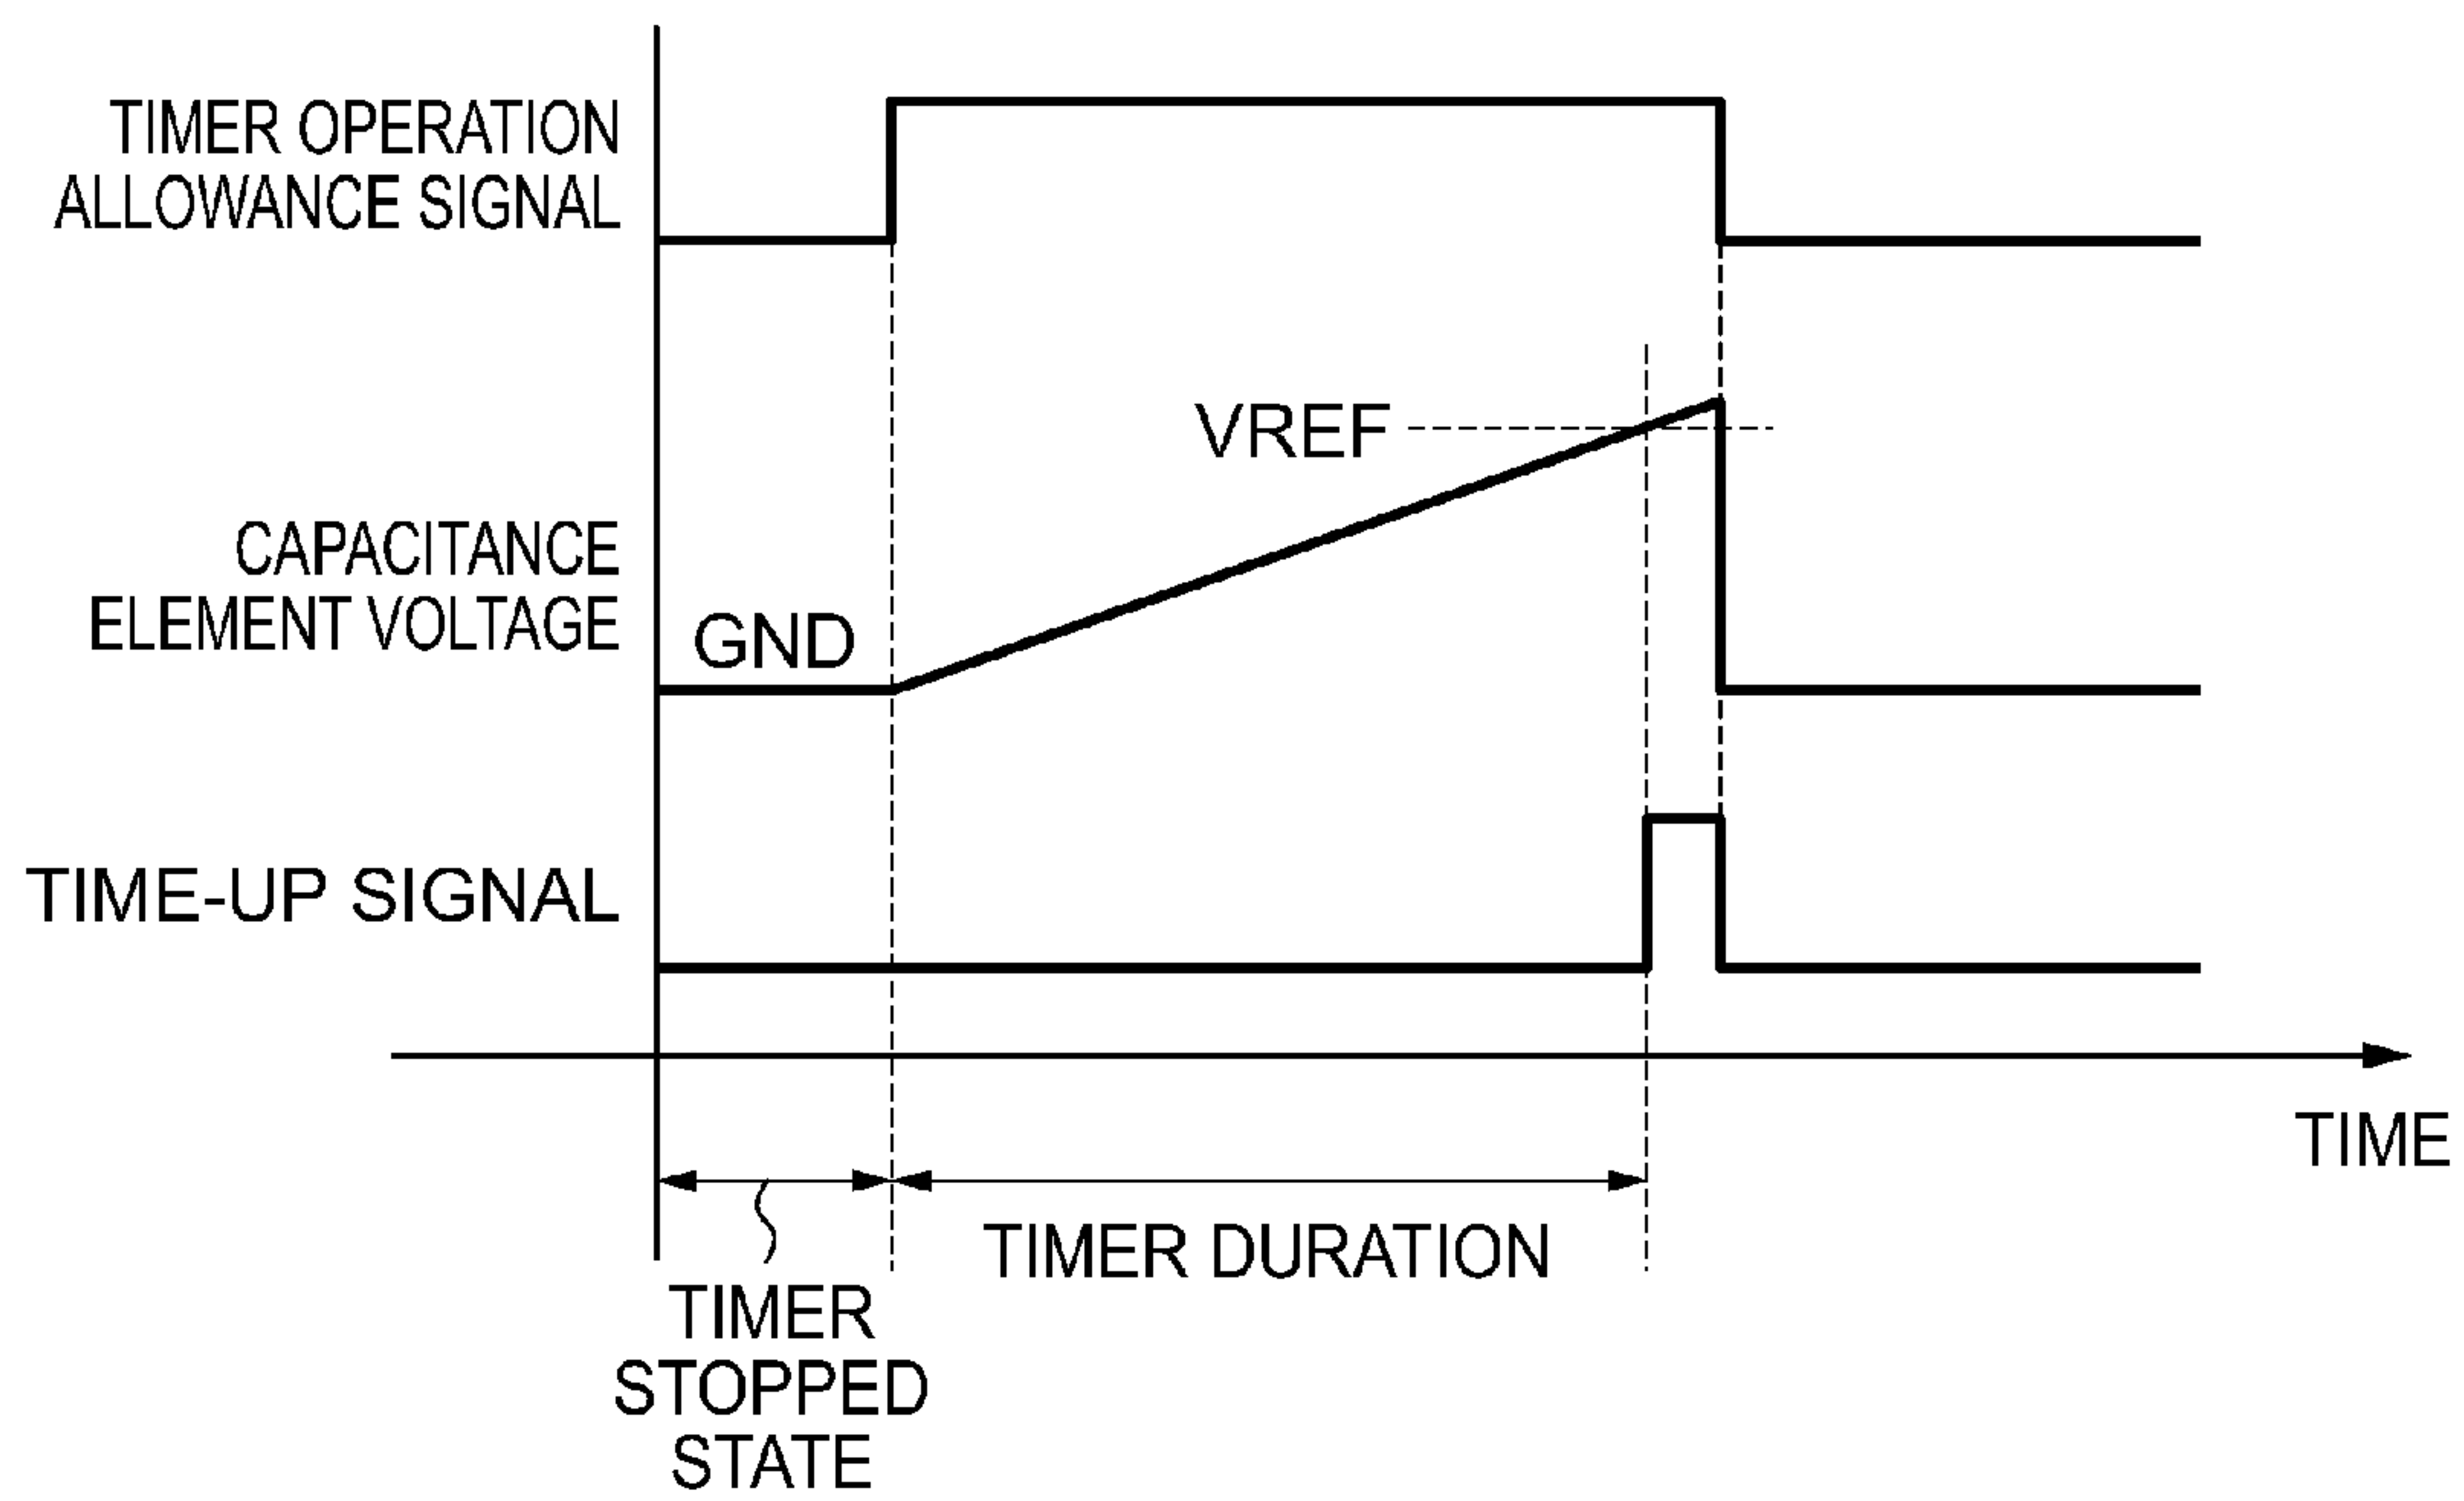 TIMER OPERATION
ALLOWANCE SIGNAL
VREF
CAPACITANCE
ELEMENT VOLTAGE
GND
TIME-UP SIGNAL
TIME
TIMER DURATION
TIMER
STOPPED
STATE